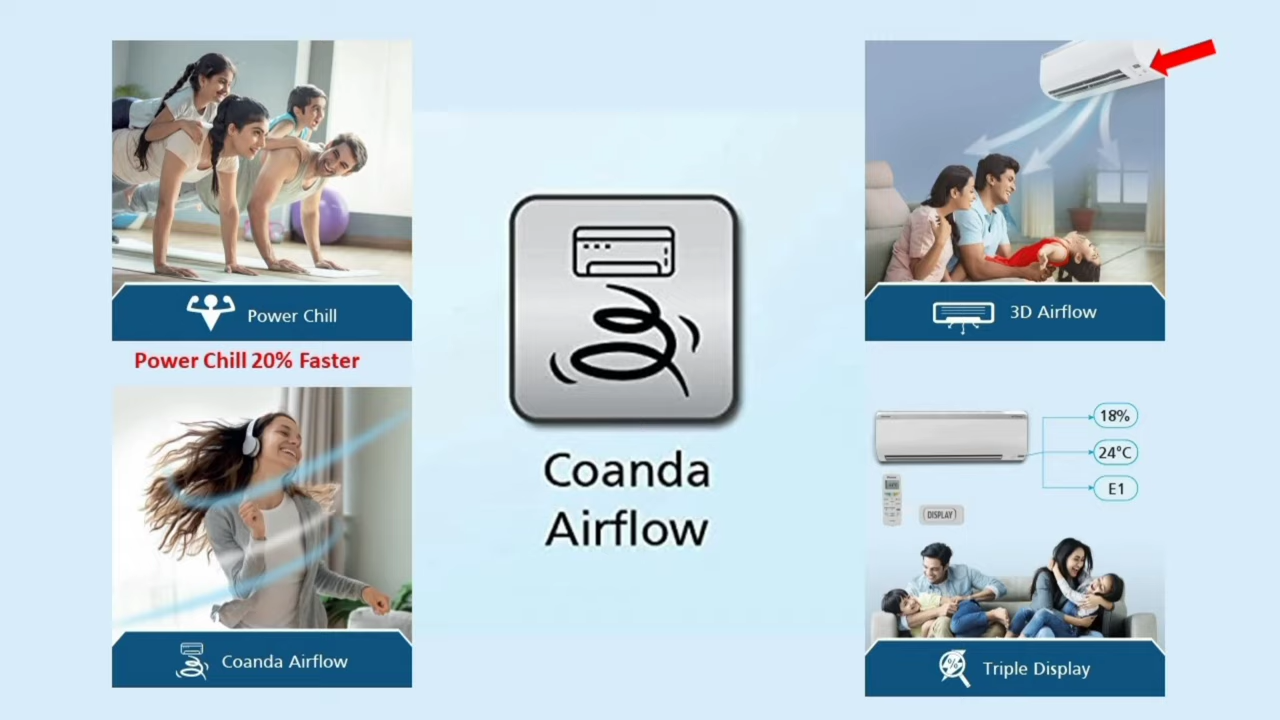 Power Chill
Power Chill 20% Faster
Coanda Airflow
Coanda
Airflow
3D Airflow
18%
24°C
E1
DISPLAY
Triple Display